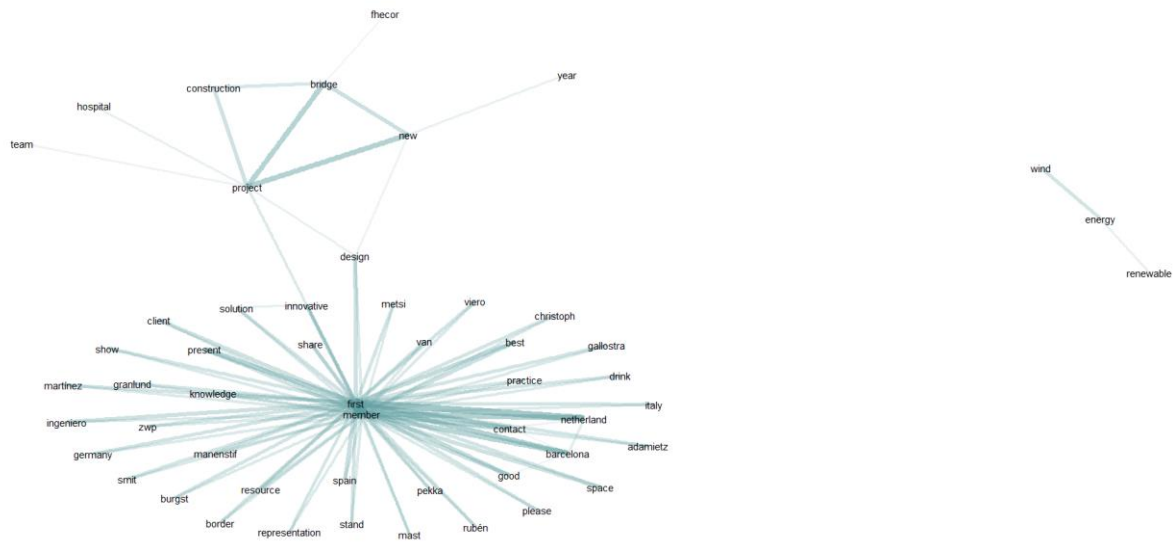 fhecor
year
bridge
construction
hospital
new
team
wind
project
energy
design
renewable
metsi
viero
innovative
solution
christoph
client
van
best
share
show
present
gallostra
drink
practice
martínez
granlund
knowledge
first
italy
member
netherland
ingeniero
zwp
contact
adamietz
germany
manenstif
barcelona
smit
good
spain
pekka
space
burgst
resource
please
border
stand
rubén
representation
mast